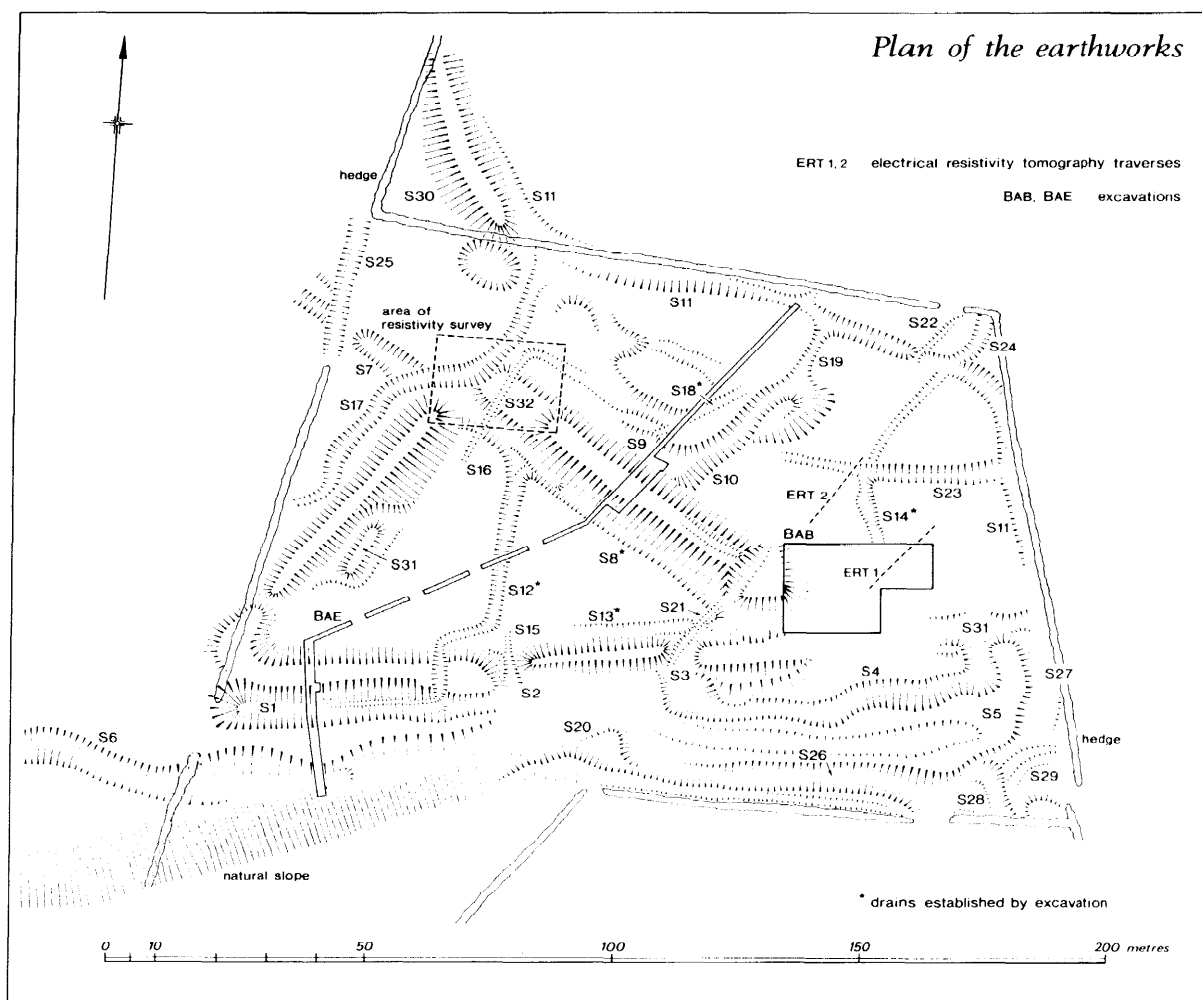 Plan of the earthworks
ERT 1, 2 electrical resistivity tomography traverses
BAB, BAE excavations
hedge
S30
S11
S25
S11
area of
resistivity survey
S22
S24
S7
S19
S18*
S17
S32
S9
S16
S10
ERT 2
S23
S14*
S11
BAB
S8*
S31
ERT 1
S12*
BAE
S13*
S21
S15
S31
S3
S4
S27
S2
S1
S5
S6
S20
hedge
S26
S29
S28
natural slope
* drains established by excavation
0 10 50 100 150 200 metres